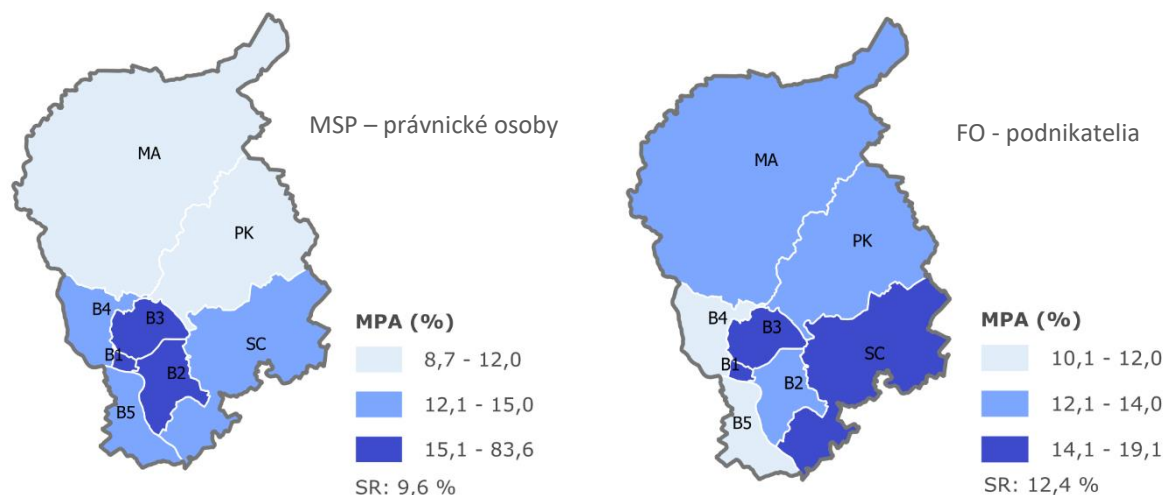 MSP – právnické osoby
MA
PK
B4
B3
B1
B2
SC
B5
MPA (%)
8,7 - 12,0
12,1 - 15,0
15,1 - 83,6
SR: 9,6 %
FO - podnikatelia
MA
PK
B4
B3
B1
B2
SC
B5
MPA (%)
10,1 - 12,0
12,1 - 14,0
14,1 - 19,1
SR: 12,4 %